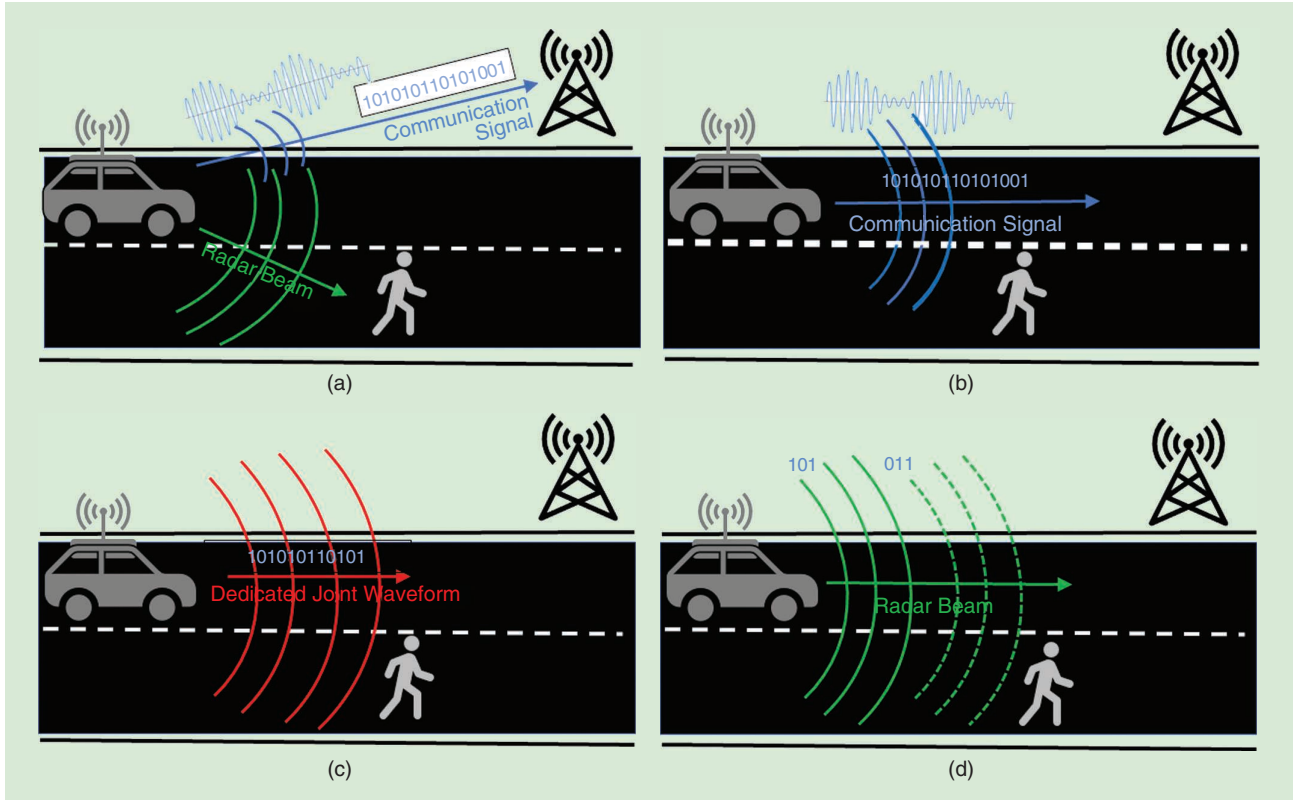 101010110101001
Communication
Signal
Radar Beam
(a)
101010110101001
Communication Signal
(b)
101010110101
Dedicated Joint Waveform
(c)
101
011
Radar Beam
(d)